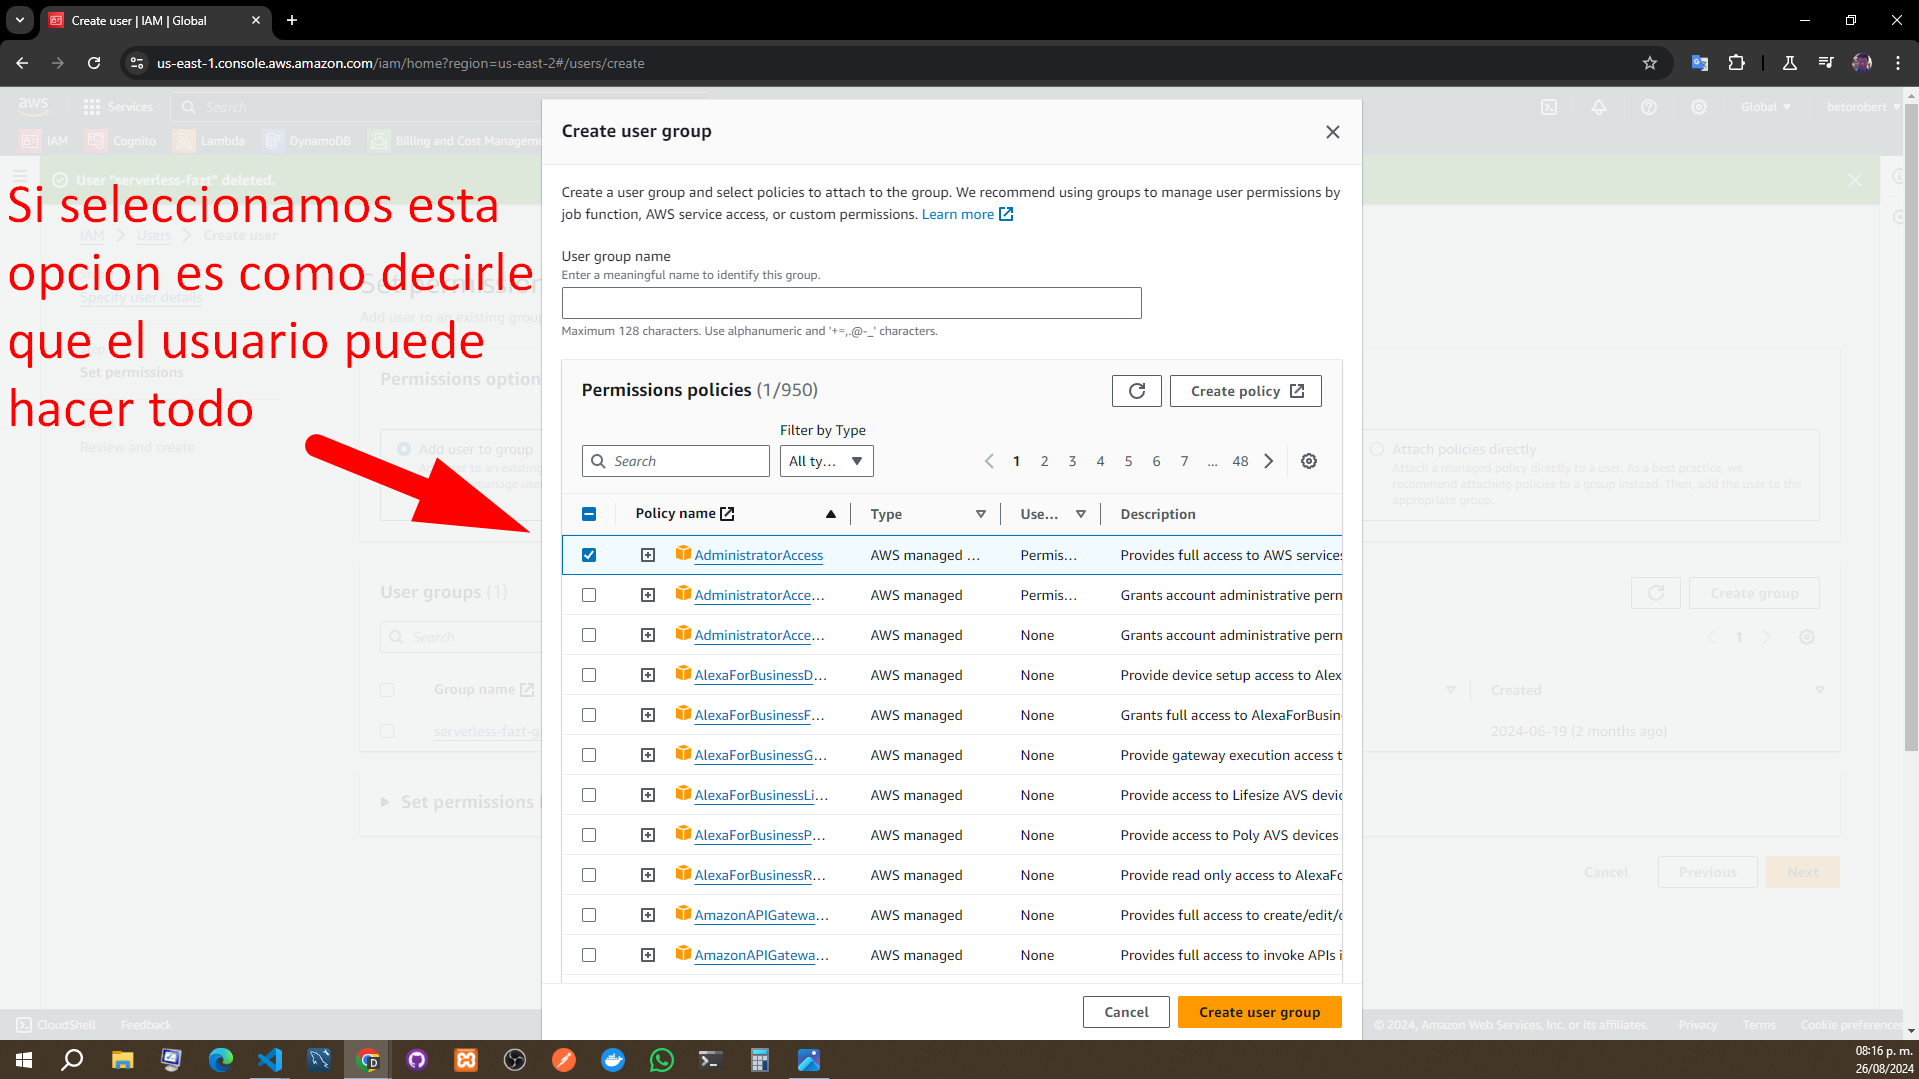 Create user | IAM | Global
us-east-1.console.aws.amazon.com/iam/home?region=us-east-2#/users/create
aws
Services
Search
Global
betorobert
IAM
Cognito
Lambda
DynamoDB
Billing and Cost Manageme
User "serverless-fazt" deleted.
Si seleccionamos esta
opcion es como decirle
que el usuario puede
hacer todo
IAM
Users
Create user
Specify user details
Set permissions
Review and create
Set permission
Add user to an existing group
Permissions option
Add user to group
Attach policies directly
Attach a managed policy directly to a user. As a best practice, we
recommend attaching policies to a group instead. Then, add the user to the
appropriate group.
User groups (1)
Create group
Search
1
Group name
Created
serverless-fazt-g
2024-06-19 (2 months ago)
Set permissions
Cancel
Previous
Next
Create user group
Create a user group and select policies to attach to the group. We recommend using groups to manage user permissions by
job function, AWS service access, or custom permissions. Learn more
User group name
Enter a meaningful name to identify this group.
Maximum 128 characters. Use alphanumeric and '+=,.@-_' characters.
Permissions policies (1/950)
Create policy
Filter by Type
Search
All ty...
1 2 3 4 5 6 7 ... 48
Policy name Type Use... Description
AdministratorAccess AWS managed ... Permis... Provides full access to AWS services
AdministratorAcce... AWS managed Permis... Grants account administrative perm
AdministratorAcce... AWS managed None Grants account administrative perm
AlexaForBusinessD... AWS managed None Provide device setup access to Alex
AlexaForBusinessF... AWS managed None Grants full access to AlexaForBusin
AlexaForBusinessG... AWS managed None Provide gateway execution access t
AlexaForBusinessLi... AWS managed None Provide access to Lifesize AVS devic
AlexaForBusinessP... AWS managed None Provide access to Poly AVS devices
AlexaForBusinessR... AWS managed None Provide read only access to AlexaFo
AmazonAPIGatewa... AWS managed None Provides full access to create/edit/d
AmazonAPIGatewa... AWS managed None Provides full access to invoke APIs i
Cancel
Create user group
CloudShell
Feedback
© 2024, Amazon Web Services, Inc. or its affiliates.
Privacy
Terms
Cookie preferences
08:16 p. m.
26/08/2024